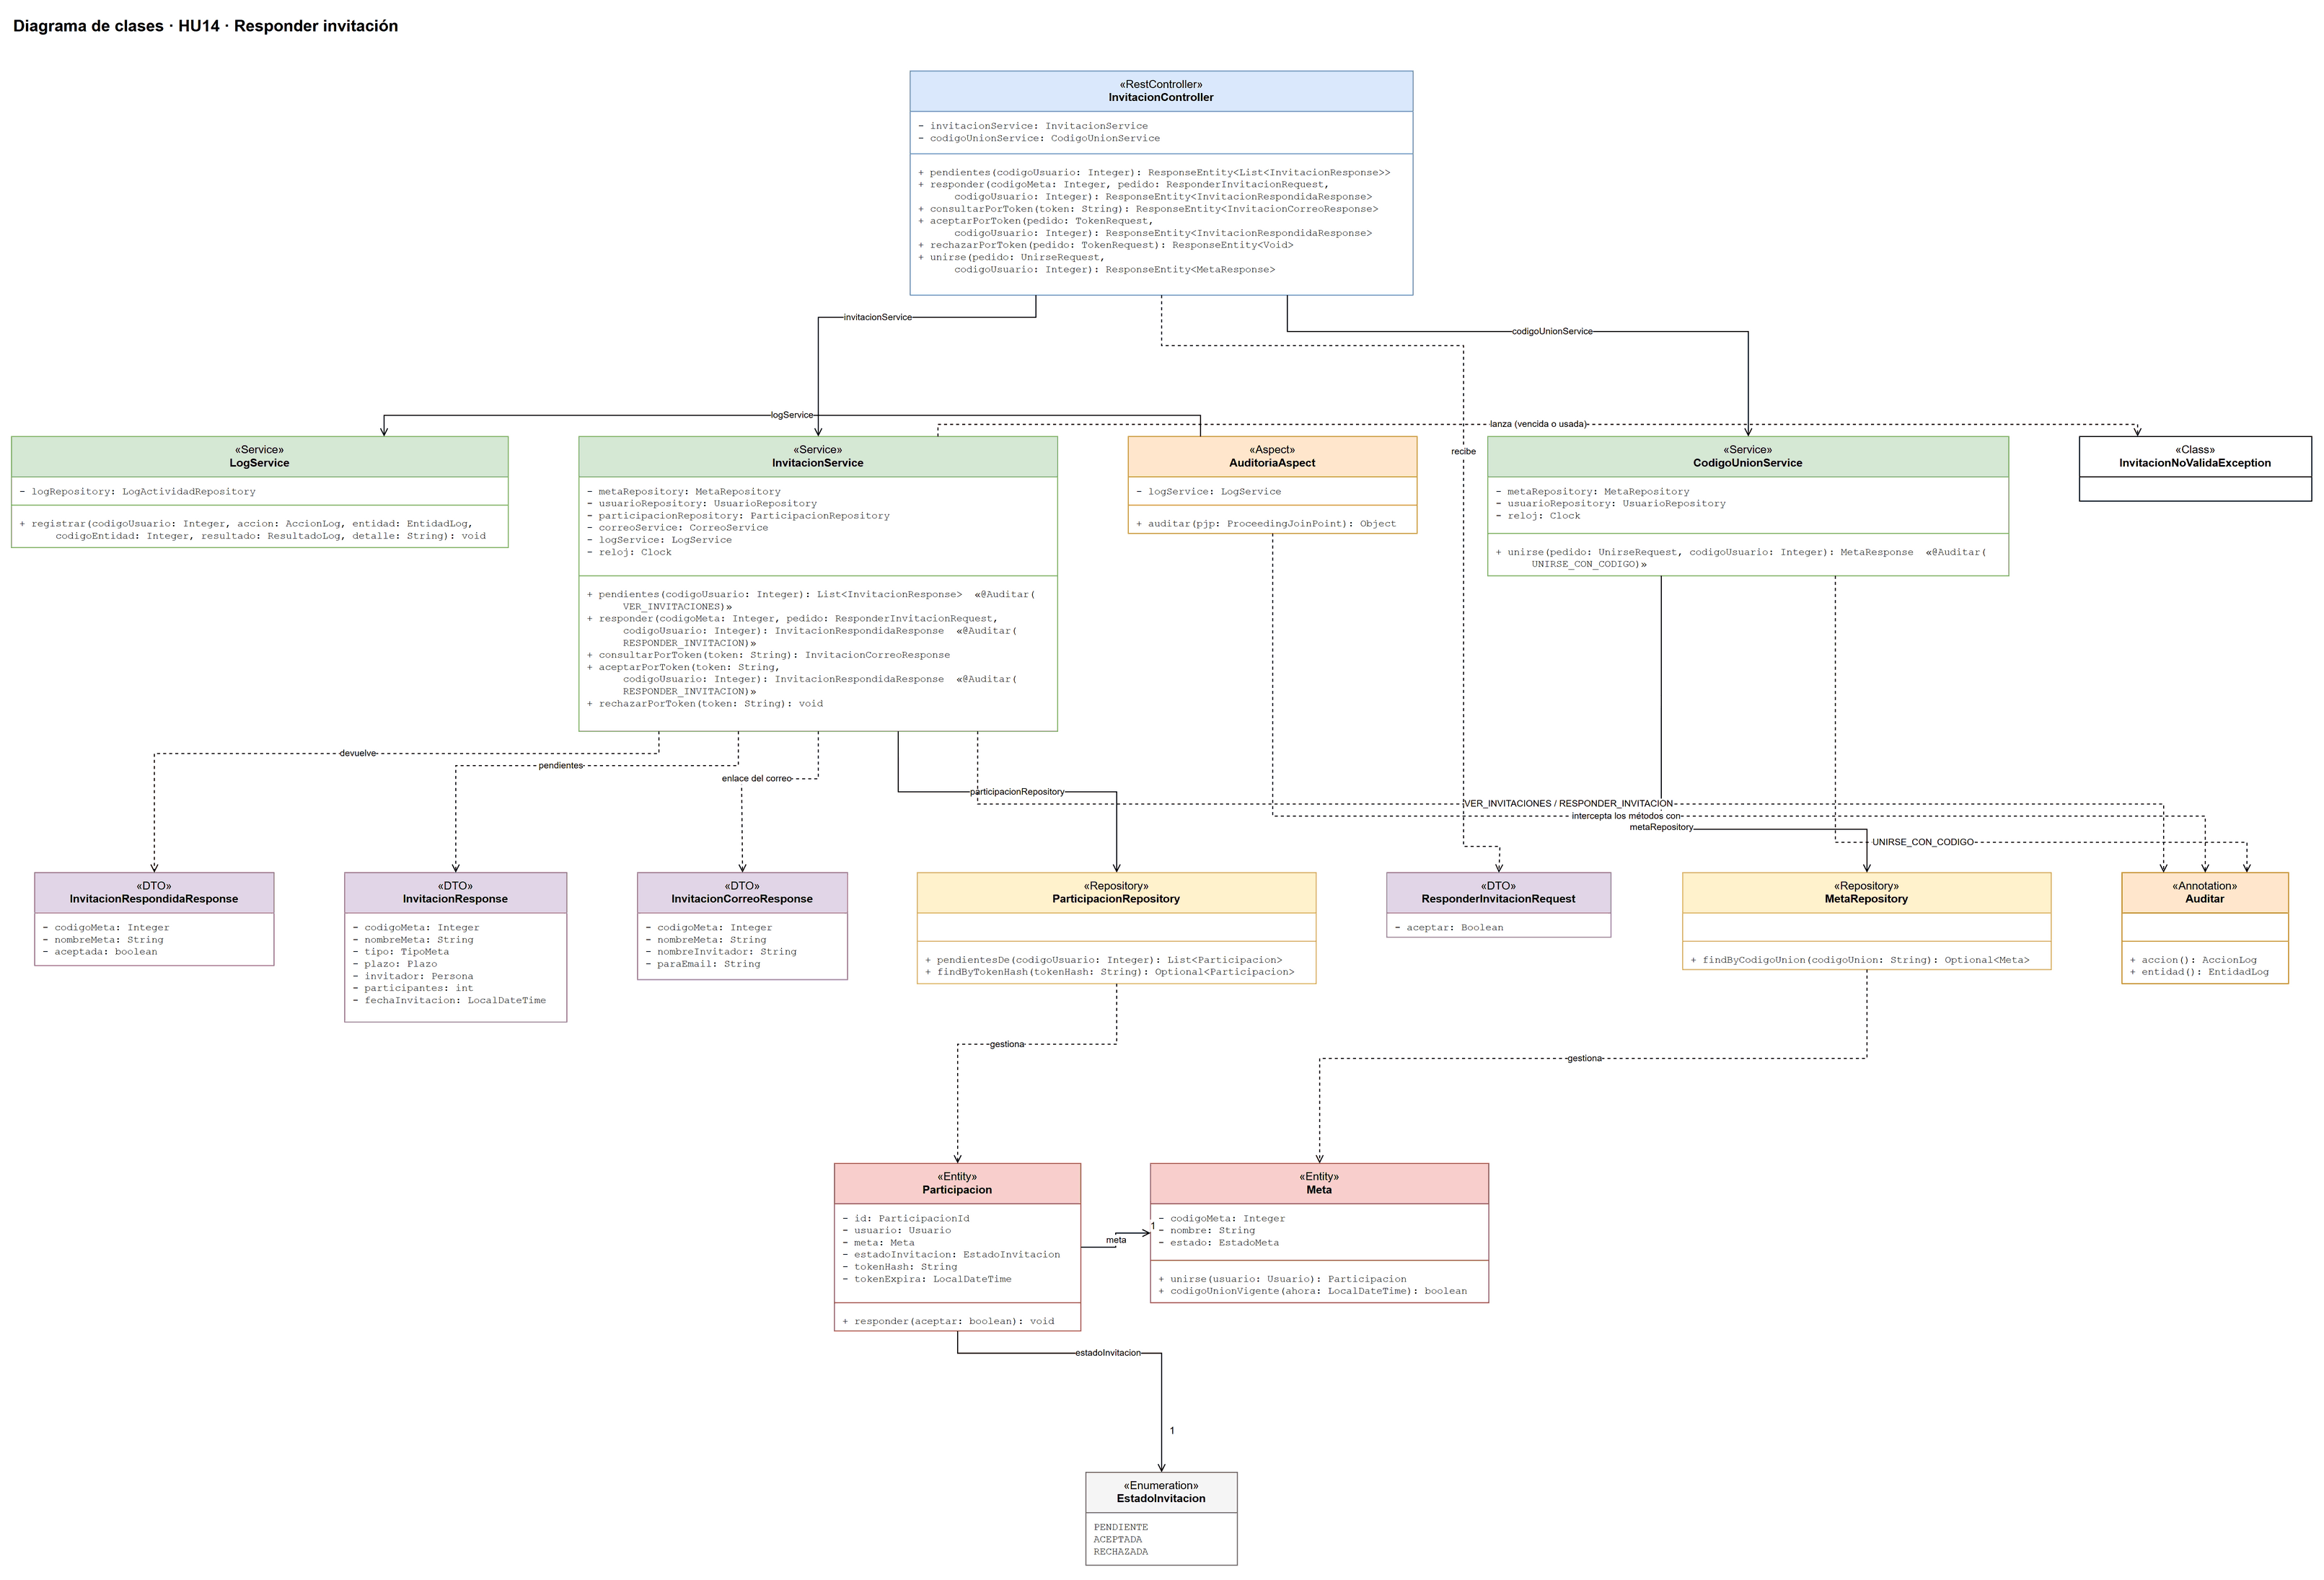 Diagrama de clases · HU14 · Responder invitación
«RestController»
InvitacionController
- invitacionService: InvitacionService
- codigoUnionService: CodigoUnionService
+ pendientes(codigoUsuario: Integer): ResponseEntity<List<InvitacionResponse>>
+ responder(codigoMeta: Integer, pedido: ResponderInvitacionRequest,
codigoUsuario: Integer): ResponseEntity<InvitacionRespondidaResponse>
+ consultarPorToken(token: String): ResponseEntity<InvitacionCorreoResponse>
+ aceptarPorToken(pedido: TokenRequest,
codigoUsuario: Integer): ResponseEntity<InvitacionRespondidaResponse>
+ rechazarPorToken(pedido: TokenRequest): ResponseEntity<Void>
+ unirse(pedido: UnirseRequest,
codigoUsuario: Integer): ResponseEntity<MetaResponse>
invitacionService
codigoUnionService
logService
lanza (vencida o usada)
recibe
«Service»
LogService
- logRepository: LogActividadRepository
+ registrar(codigoUsuario: Integer, accion: AccionLog, entidad: EntidadLog,
codigoEntidad: Integer, resultado: ResultadoLog, detalle: String): void
«Service»
InvitacionService
- metaRepository: MetaRepository
- usuarioRepository: UsuarioRepository
- participacionRepository: ParticipacionRepository
- correoService: CorreoService
- logService: LogService
- reloj: Clock
+ pendientes(codigoUsuario: Integer): List<InvitacionResponse> «@Auditar(
VER_INVITACIONES)»
+ responder(codigoMeta: Integer, pedido: ResponderInvitacionRequest,
codigoUsuario: Integer): InvitacionRespondidaResponse «@Auditar(
RESPONDER_INVITACION)»
+ consultarPorToken(token: String): InvitacionCorreoResponse
+ aceptarPorToken(token: String,
codigoUsuario: Integer): InvitacionRespondidaResponse «@Auditar(
RESPONDER_INVITACION)»
+ rechazarPorToken(token: String): void
«Aspect»
AuditoriaAspect
- logService: LogService
+ auditar(pjp: ProceedingJoinPoint): Object
«Service»
CodigoUnionService
- metaRepository: MetaRepository
- usuarioRepository: UsuarioRepository
- reloj: Clock
+ unirse(pedido: UnirseRequest, codigoUsuario: Integer): MetaResponse «@Auditar(
UNIRSE_CON_CODIGO)»
«Class»
InvitacionNoValidaException
devuelve
pendientes
enlace del correo
participacionRepository
VER_INVITACIONES / RESPONDER_INVITACION
intercepta los métodos con
metaRepository
UNIRSE_CON_CODIGO
«DTO»
InvitacionRespondidaResponse
- codigoMeta: Integer
- nombreMeta: String
- aceptada: boolean
«DTO»
InvitacionResponse
- codigoMeta: Integer
- nombreMeta: String
- tipo: TipoMeta
- plazo: Plazo
- invitador: Persona
- participantes: int
- fechaInvitacion: LocalDateTime
«DTO»
InvitacionCorreoResponse
- codigoMeta: Integer
- nombreMeta: String
- nombreInvitador: String
- paraEmail: String
«Repository»
ParticipacionRepository
+ pendientesDe(codigoUsuario: Integer): List<Participacion>
+ findByTokenHash(tokenHash: String): Optional<Participacion>
«DTO»
ResponderInvitacionRequest
- aceptar: Boolean
«Repository»
MetaRepository
+ findByCodigoUnion(codigoUnion: String): Optional<Meta>
«Annotation»
Auditar
+ accion(): AccionLog
+ entidad(): EntidadLog
gestiona
gestiona
«Entity»
Participacion
- id: ParticipacionId
- usuario: Usuario
- meta: Meta
- estadoInvitacion: EstadoInvitacion
- tokenHash: String
- tokenExpira: LocalDateTime
+ responder(aceptar: boolean): void
meta
1
«Entity»
Meta
- codigoMeta: Integer
- nombre: String
- estado: EstadoMeta
+ unirse(usuario: Usuario): Participacion
+ codigoUnionVigente(ahora: LocalDateTime): boolean
estadoInvitacion
1
«Enumeration»
EstadoInvitacion
PENDIENTE
ACEPTADA
RECHAZADA